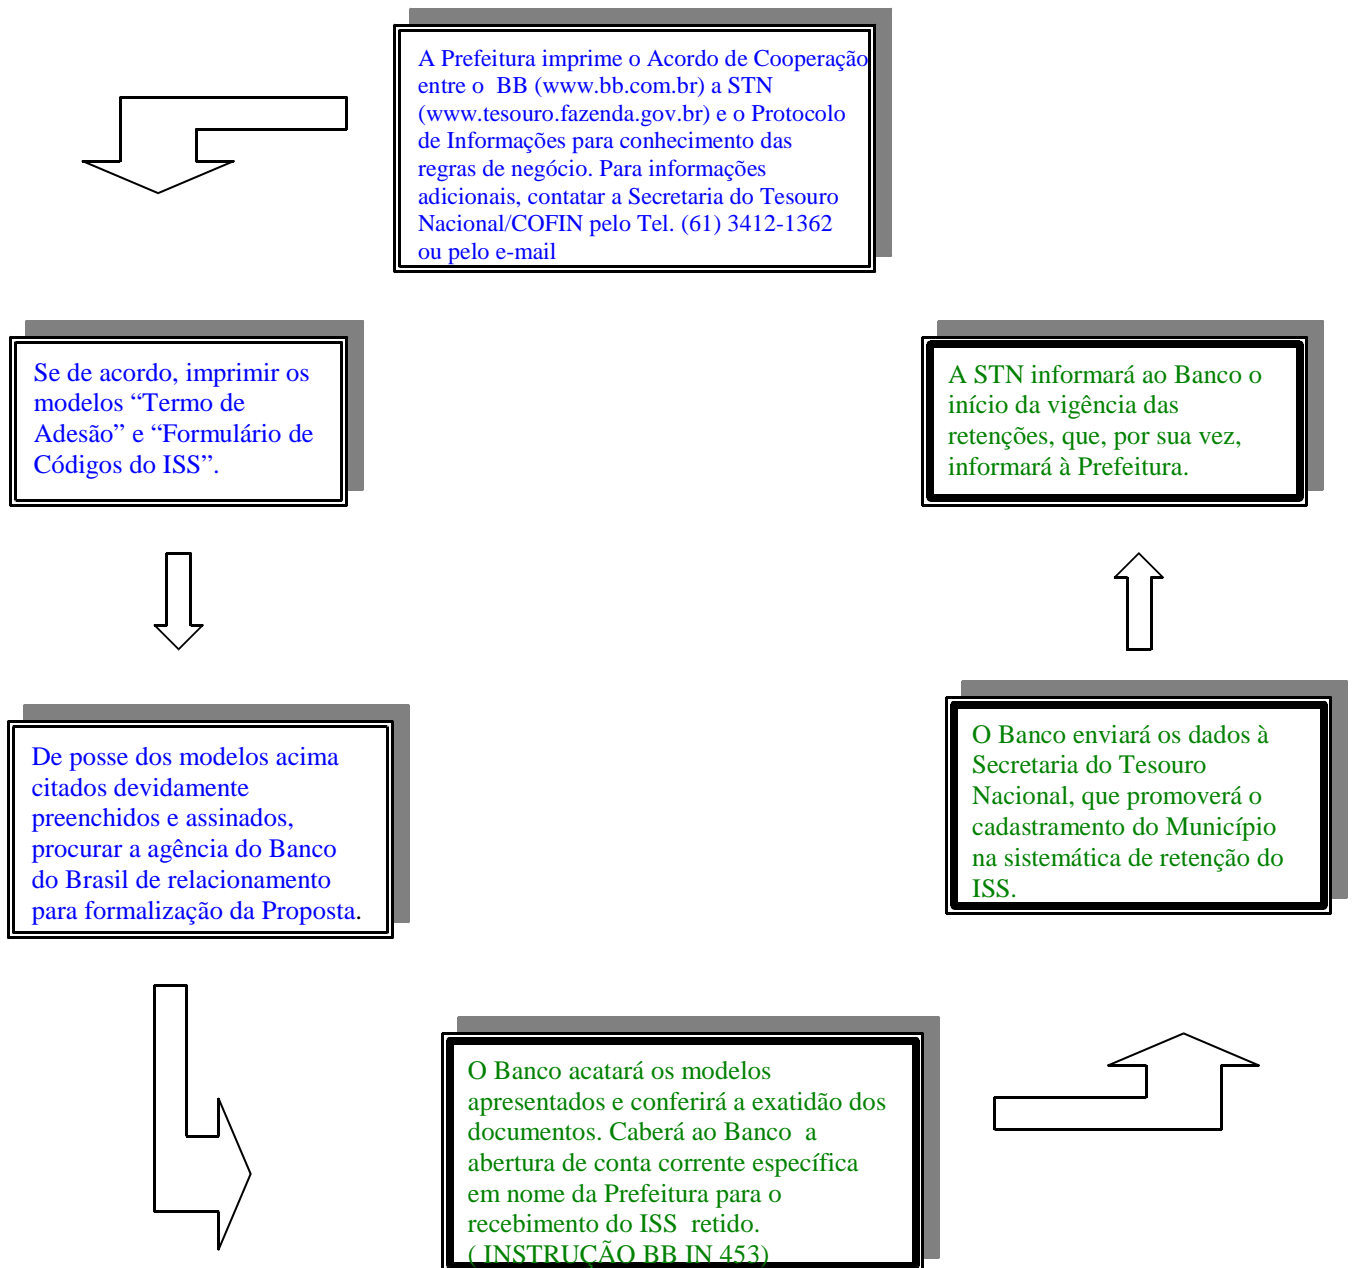 A Prefeitura imprime o Acordo de Cooperação
entre o BB (www.bb.com.br) a STN
(www.tesouro.fazenda.gov.br) e o Protocolo
de Informações para conhecimento das
regras de negócio. Para informações
adicionais, contatar a Secretaria do Tesouro
Nacional/COFIN pelo Tel. (61) 3412-1362
ou pelo e-mail
Se de acordo, imprimir os
modelos “Termo de
Adesão” e “Formulário de
Códigos do ISS”.
De posse dos modelos acima
citados devidamente
preenchidos e assinados,
procurar a agência do Banco
do Brasil de relacionamento
para formalização da Proposta.
O Banco acatará os modelos
apresentados e conferirá a exatidão dos
documentos. Caberá ao Banco a
abertura de conta corrente específica
em nome da Prefeitura para o
recebimento do ISS retido.
( INSTRUÇÃO BB IN 453)
O Banco enviará os dados à
Secretaria do Tesouro
Nacional, que promoverá o
cadastramento do Município
na sistemática de retenção do
ISS.
A STN informará ao Banco o
início da vigência das
retenções, que, por sua vez,
informará à Prefeitura.